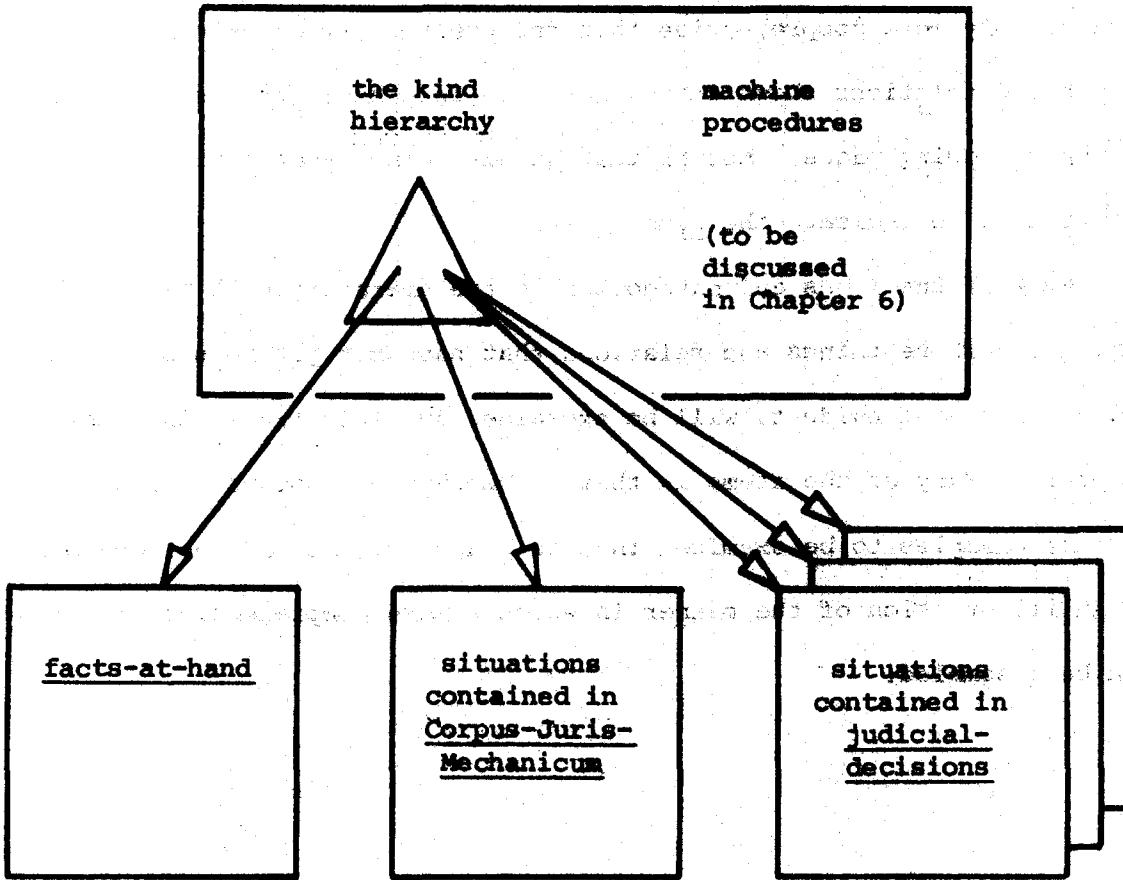 the kind
hierarchy
machine
procedures
(to be
discussed
in Chapter 6)
facts-at-hand
situations
contained in
Corpus-Juris-
Mechanicum
situations
contained in
judicial-
decisions